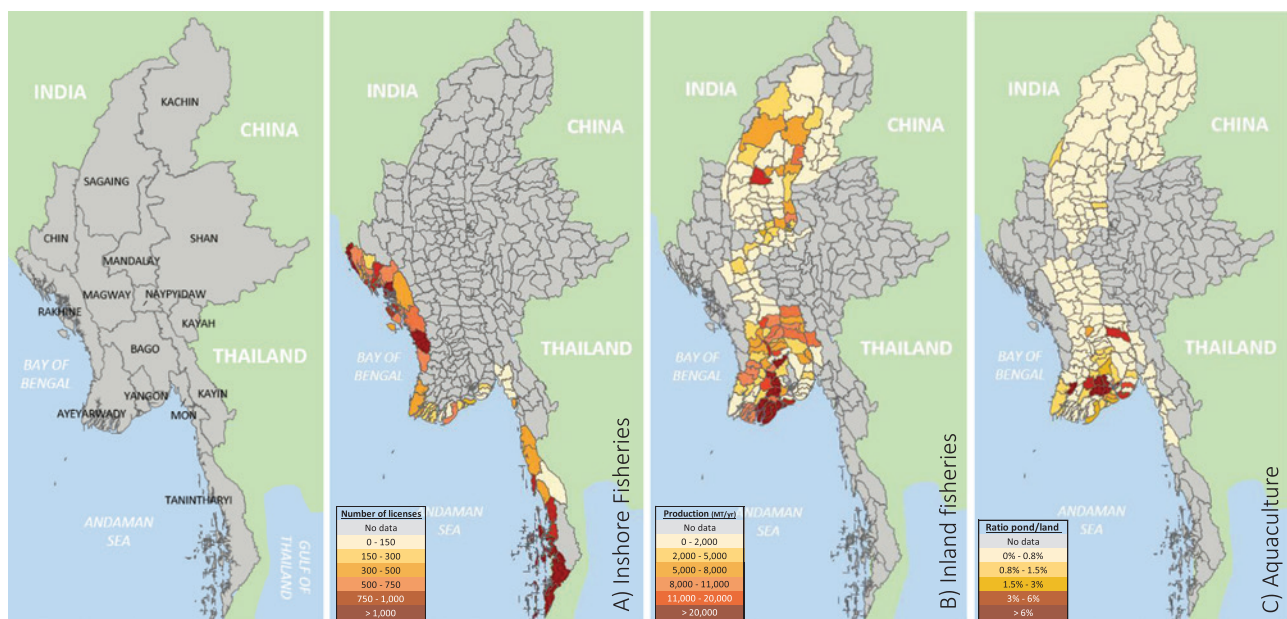 INDIA
KACHIN
CHINA
SAGAING
CHIN
SHAN
MANDALAY
MAGWAY
NAYPYIDAW
RAKHINE
KAYAH
BAY OF
BENGAL
BAGO
THAILAND
YANGON
KAYIN
AYEYARWADY
MON
TANINTHARYI
ANDAMAN
SEA
GULF OF
THAILAND
INDIA
CHINA
THAILAND
BAY OF
BENGAL
NDAMAN
SEA
Number of licenses
No data
0 - 150
150 - 300
300 - 500
500 - 750
750 - 1,000
> 1,000
A) Inshore Fisheries
INDIA
CHINA
THAILAND
BAY OF
BENGAL
MAN
SEA
Production (MT/yr)
No data
0 - 2,000
2,000 - 5,000
5,000 - 8,000
8,000 - 11,000
11,000 - 20,000
> 20,000
B) Inland fisheries
INDIA
CHINA
THAILAND
BAY OF
BENGAL
ANDAMAN
SEA
Ratio pond/land
No data
0% - 0.8%
0.8% - 1.5%
1.5% - 3%
3% - 6%
> 6%
C) Aquaculture